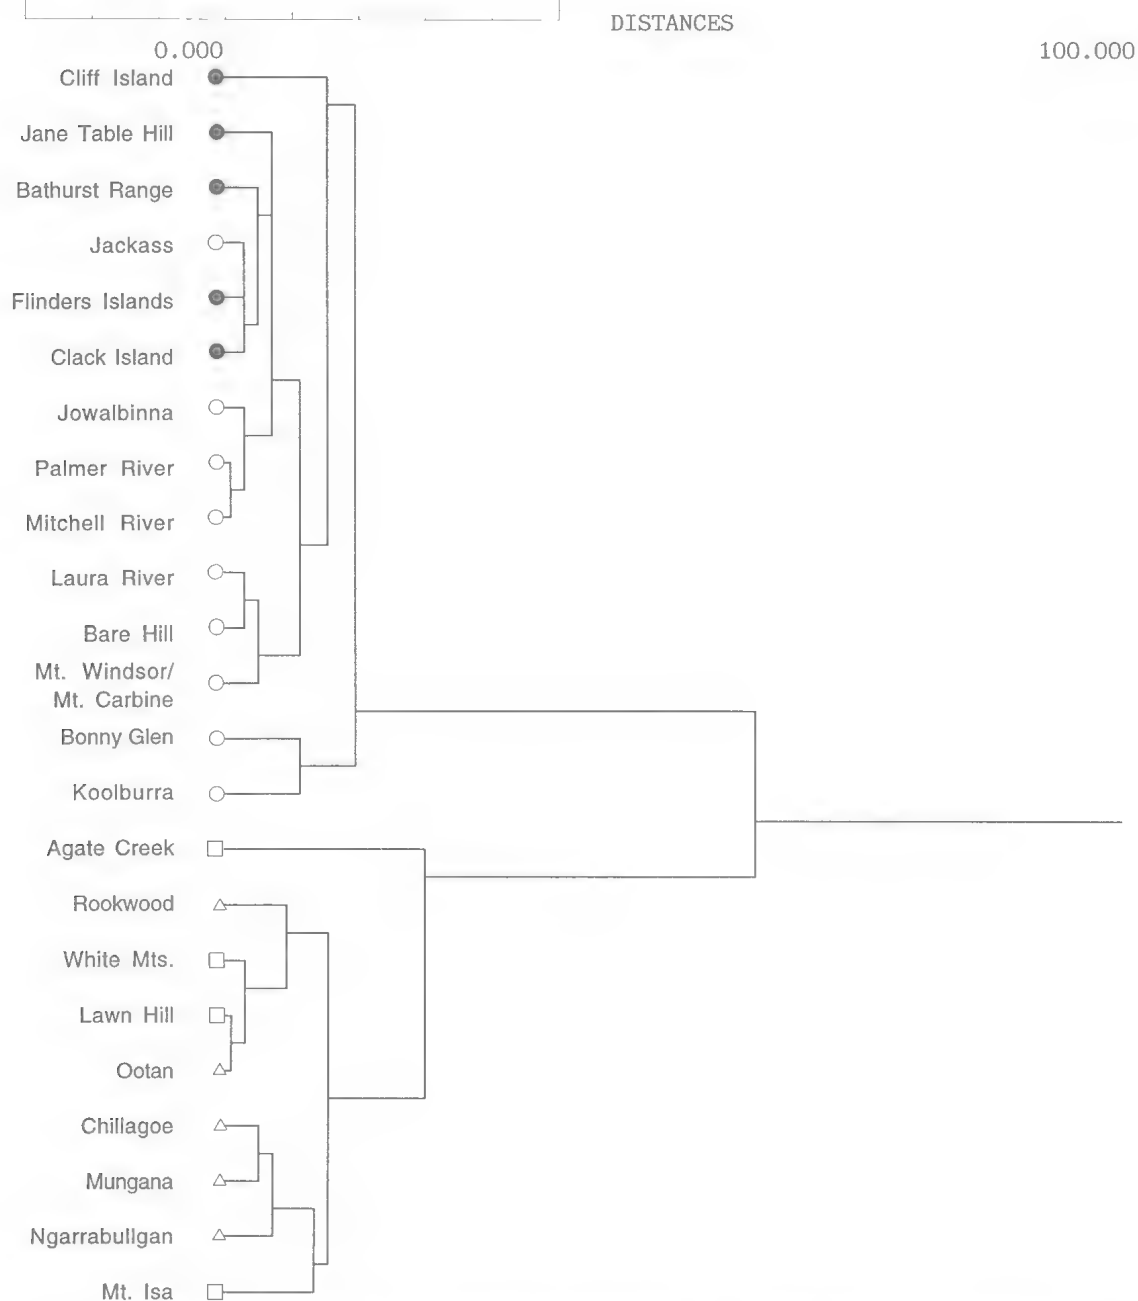 DISTANCES
0.000 100.000
Cliff Island
Jane Table Hill
Bathurst Range
Jackass
Flinders Islands
Clack Island
Jowalbinna
Palmer River
Mitchell River
Laura River
Bare Hill
Mt. Windsor/
Mt. Carbine
Bonny Glen
Koolburra
Agate Creek
Rookwood
White Mts.
Lawn Hill
Ootan
Chillagoe
Mungana
Ngarrabullgan
Mt. Isa